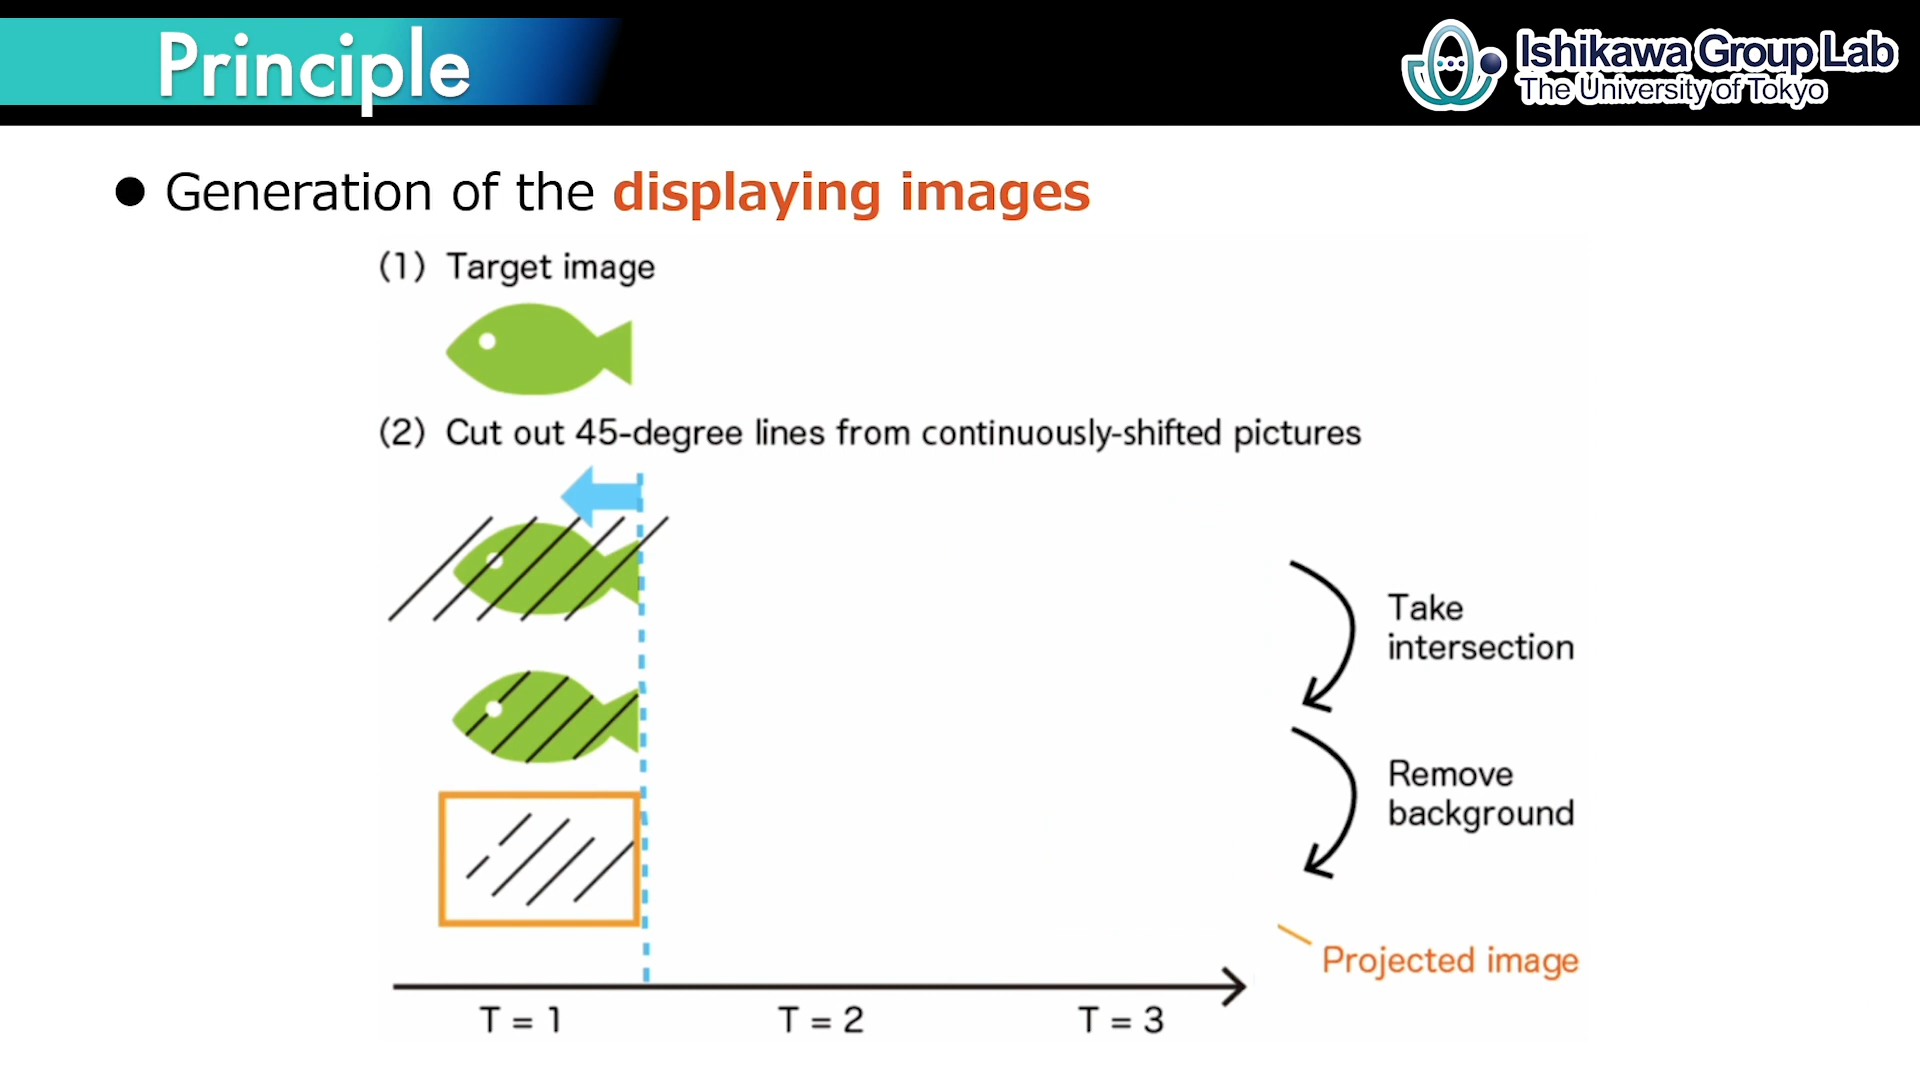 Principle
Ishikawa Group Lab
The University of Tokyo
● Generation of the displaying images
(1) Target image
(2) Cut out 45-degree lines from continuously-shifted pictures
Take
intersection
Remove
background
Projected image
T = 1
T = 2
T = 3